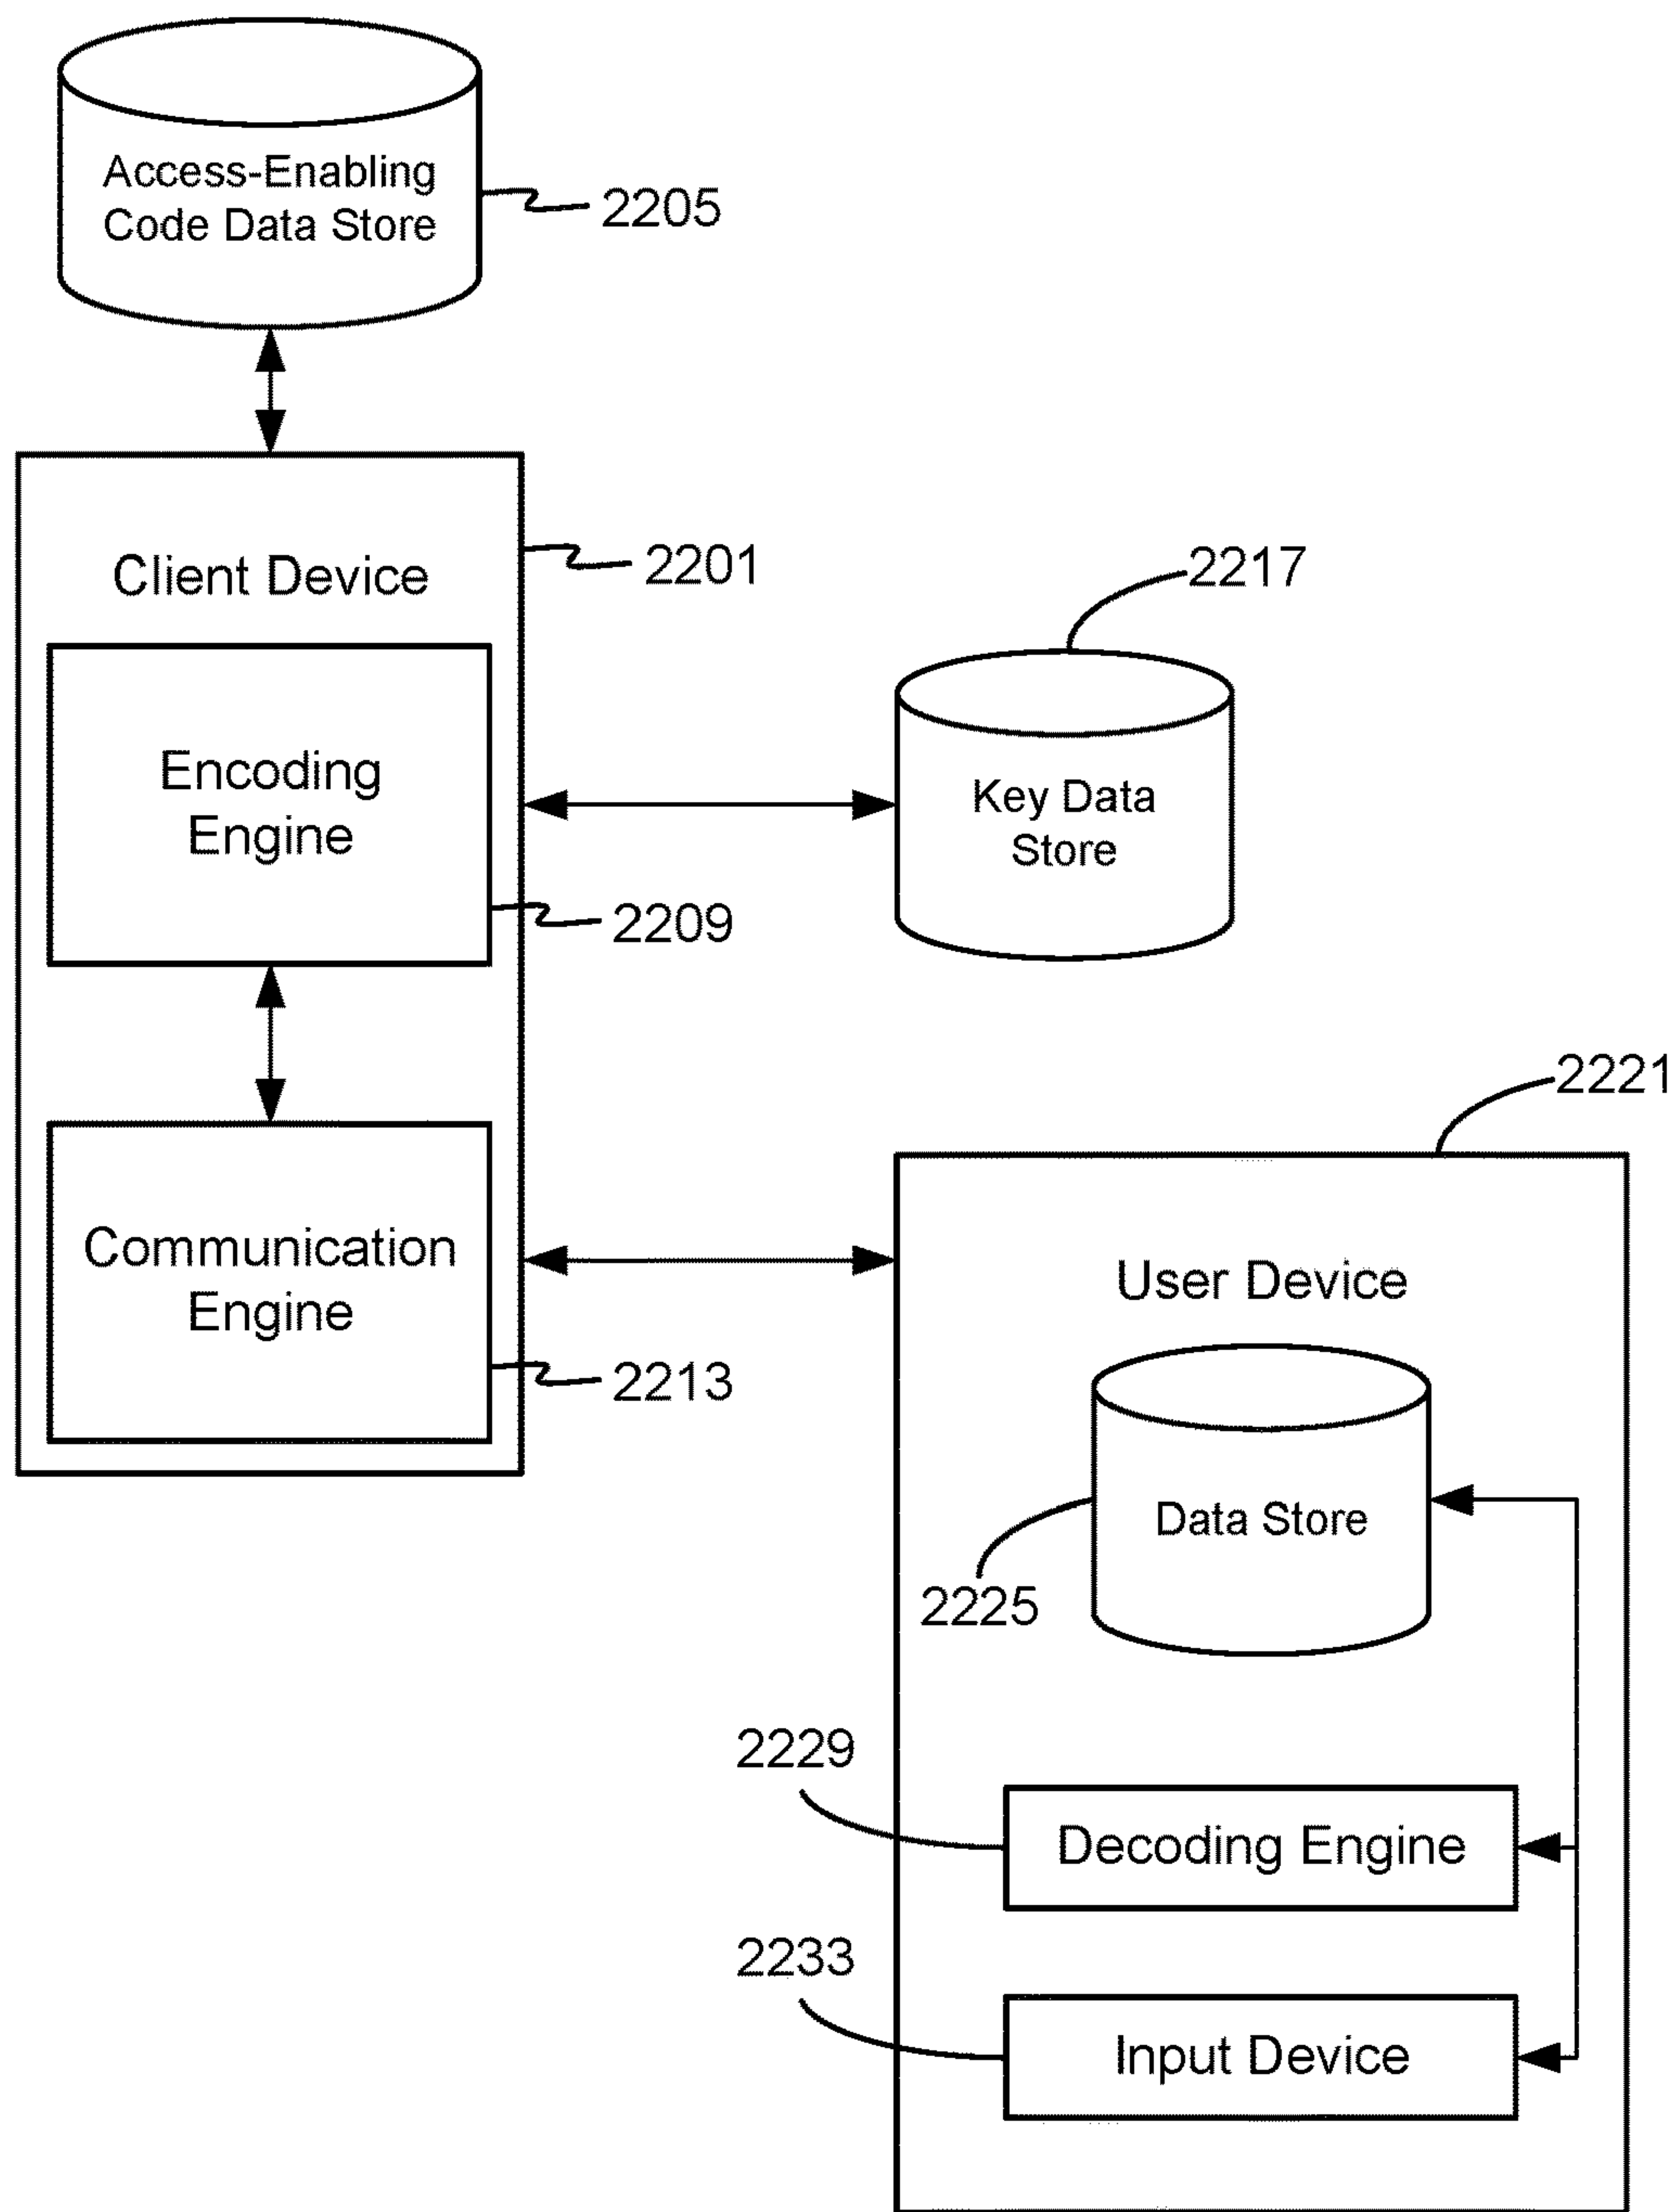 Access-Enabling
Code Data Store
2205
Client Device
2201
2217
Encoding
Engine
2209
Key Data
Store
2221
Communication
Engine
2213
User Device
Data Store
2225
2229
Decoding Engine
2233
Input Device